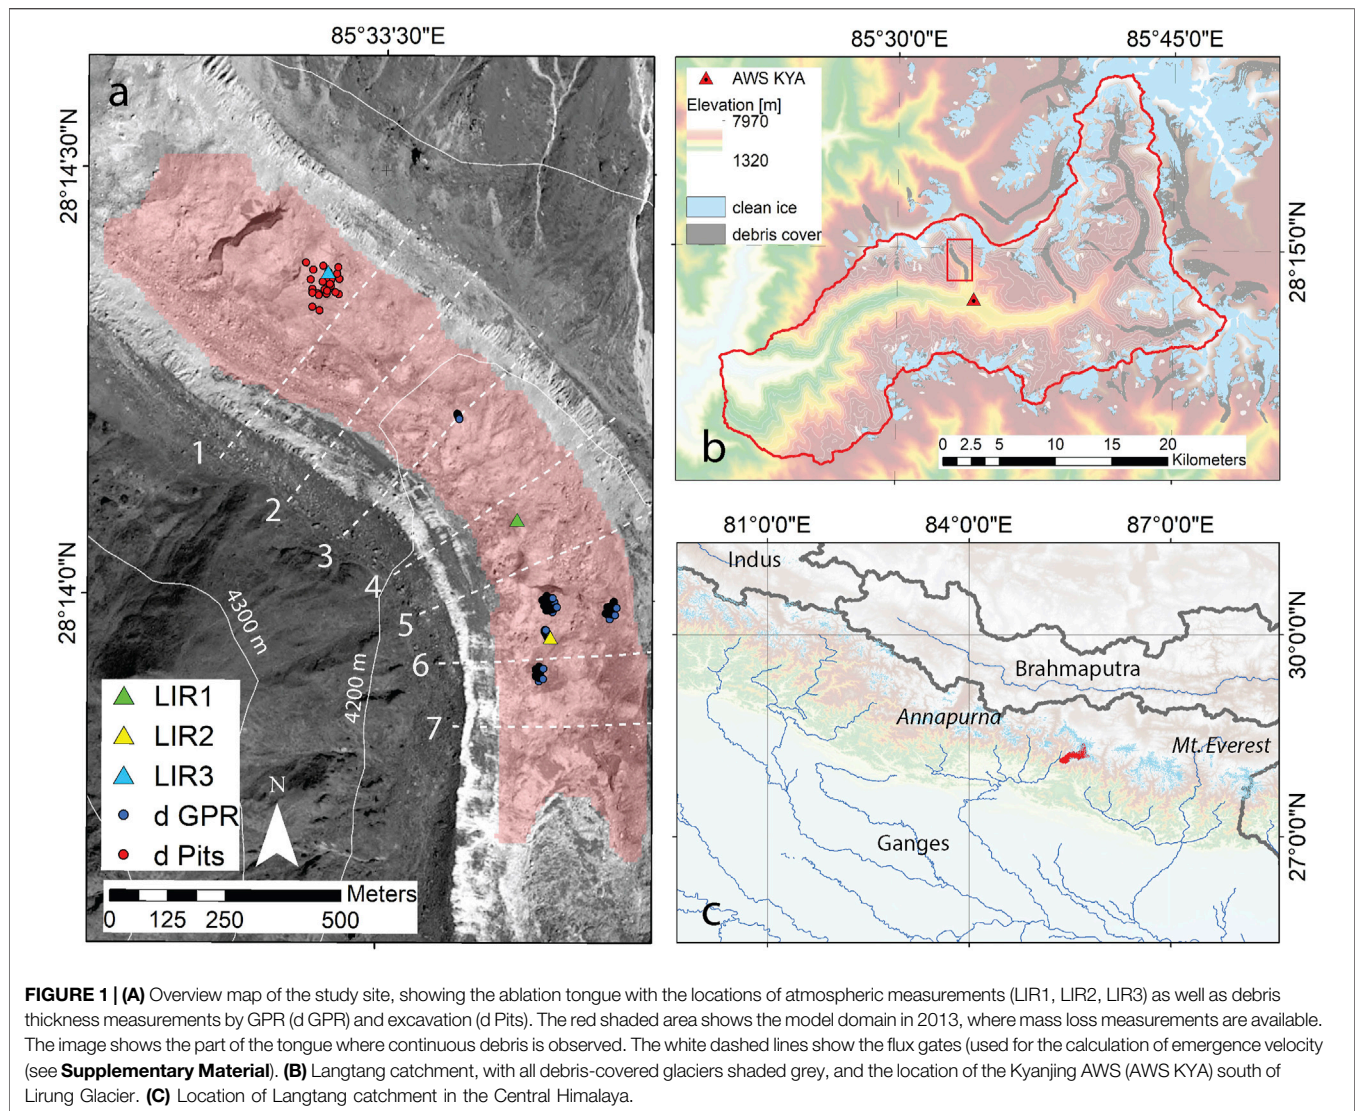 85°33'30"E
28°14'30"N
28°14'0"N
a
1
2
3
4
5
6
7
4300 m
4200 m
LIR1
LIR2
LIR3
d GPR
d Pits
N
Meters
0 125 250 500
85°30'0"E 85°45'0"E
28°15'0"N
AWS KYA
Elevation [m]
7970
1320
clean ice
debris cover
b
0 2.5 5 10 15 20
Kilometers
81°0'0"E 84°0'0"E 87°0'0"E
30°0'0"N
27°0'0"N
Indus
Brahmaputra
Annapurna
Mt. Everest
Ganges
c
FIGURE 1 | (A) Overview map of the study site, showing the ablation tongue with the locations of atmospheric measurements (LIR1, LIR2, LIR3) as well as debris
thickness measurements by GPR (d GPR) and excavation (d Pits). The red shaded area shows the model domain in 2013, where mass loss measurements are available.
The image shows the part of the tongue where continuous debris is observed. The white dashed lines show the flux gates (used for the calculation of emergence velocity
(see Supplementary Material). (B) Langtang catchment, with all debris-covered glaciers shaded grey, and the location of the Kyanjing AWS (AWS KYA) south of
Lirung Glacier. (C) Location of Langtang catchment in the Central Himalaya.